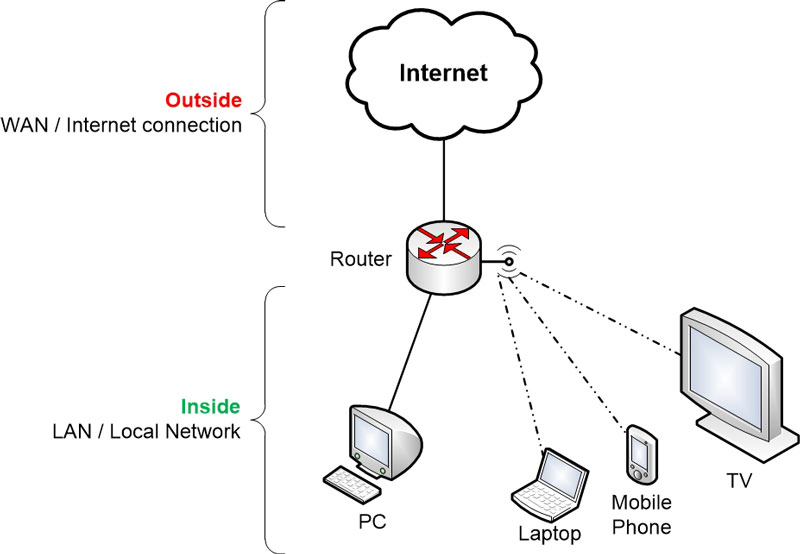 Internet
Outside
WAN / Internet connection
Router
Inside
LAN / Local Network
PC
Laptop
Mobile
Phone
TV